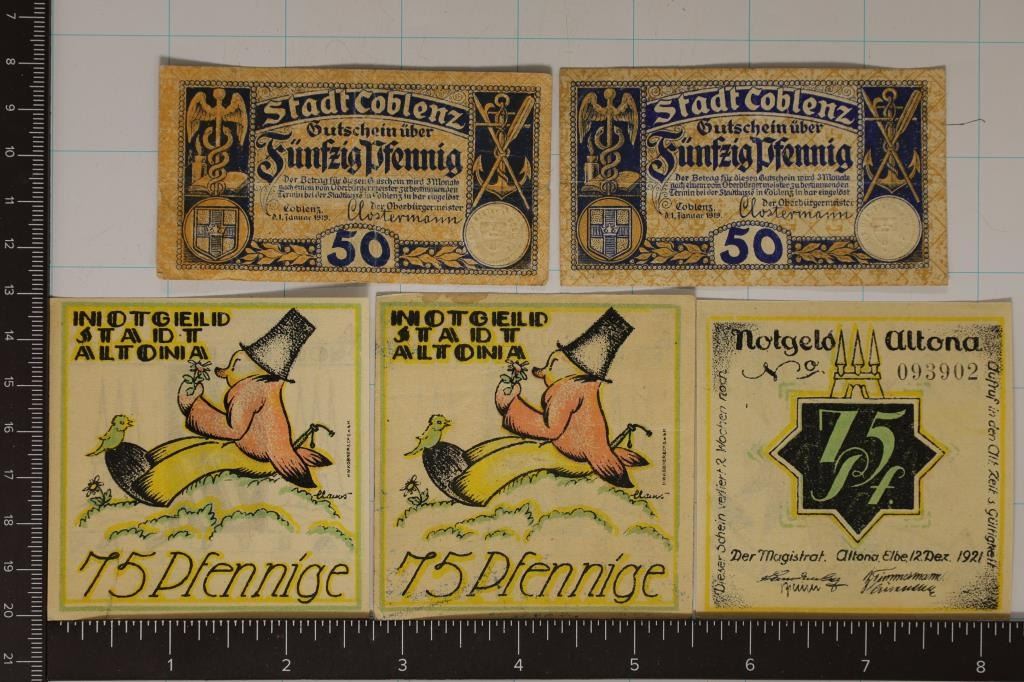 Stadt Coblenz
Gutschein über
Fünfzig Pfennig
Der Betrag für diesen Gutschein wird 3 Monate
nach einem vom Oberbürgermeister zu bestimmenden
Termin bei der Stadtkasse in Coblenz in bar eingelöst
Coblenz, der Oberbürgermeister
d. 1. Januar 1919. Clostermann
50
Stadt Coblenz
Gutschein über
Fünfzig Pfennig
Der Betrag für diesen Gutschein wird 3 Monate
nach einem vom Oberbürgermeister zu bestimmenden
Termin bei der Stadtkasse in Coblenz in bar eingelöst
Coblenz, der Oberbürgermeister
d. 1. Januar 1919. Clostermann
50
NOTGELD
STADT
ALTONA
75 Pfennige
NOTGELD
STADT
ALTONA
75 Pfennige
Notgeld Altona
No. 093902
75
Pf.
Dieser Schein verliert 2 Wochen nach
Aufruf in den Alt. Zeit. s. Gültigkeit
Der Magistrat. Altona Elbe 12. Dez. 1921
7
8
9
10
11
12
13
14
15
16
17
18
19
20
21
1 2 3 4 5 6 7 8